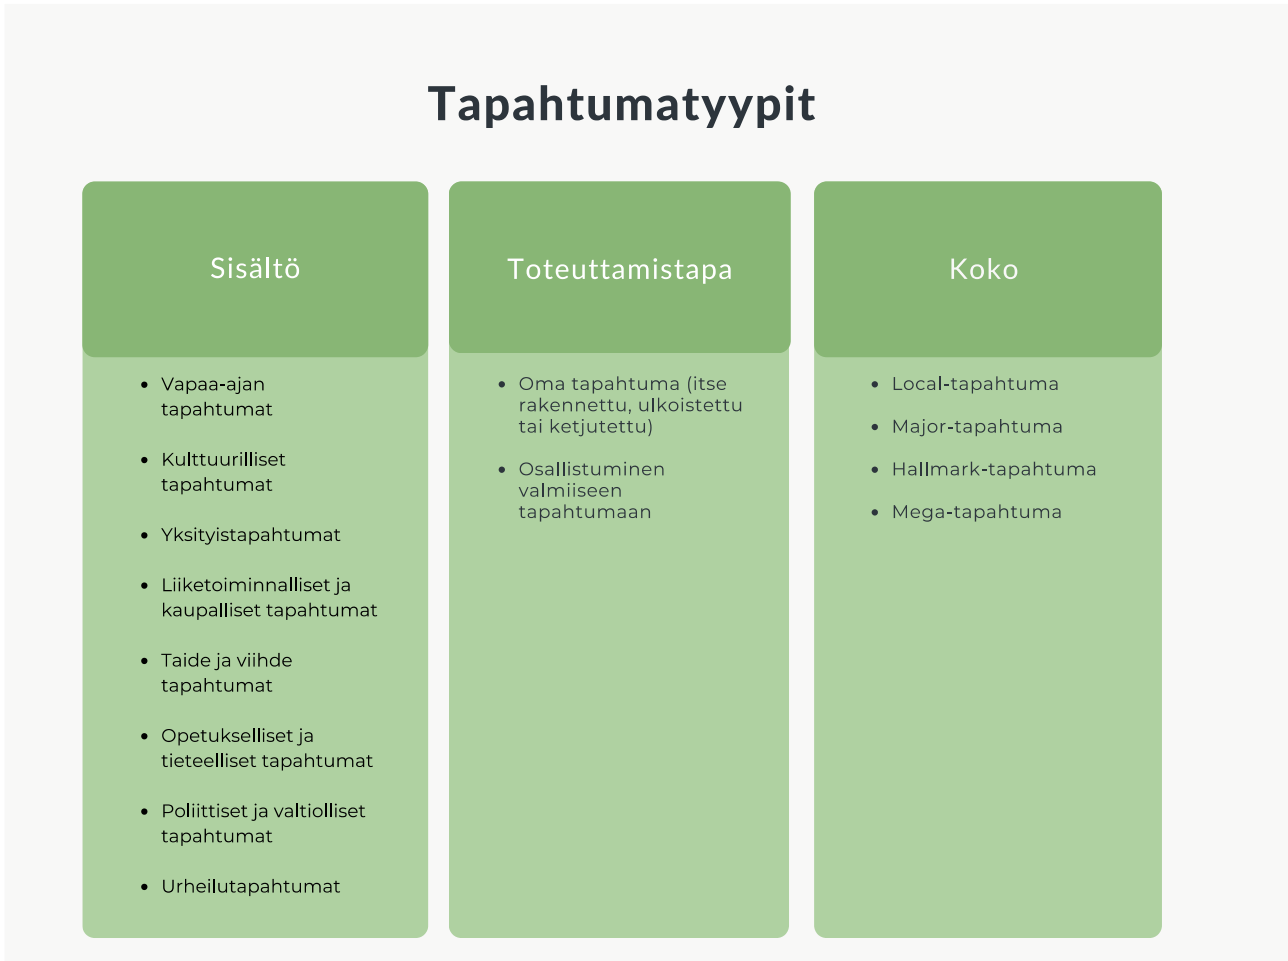 Tapahtumatyypit
Sisältö
• Vapaa-ajan
tapahtumat
• Kulttuurilliset
tapahtumat
• Yksityistapahtumat
• Liiketoiminnalliset ja
kaupalliset tapahtumat
• Taide ja viihde
tapahtumat
• Opetukselliset ja
tieteelliset tapahtumat
• Poliittiset ja valtiolliset
tapahtumat
• Urheilutapahtumat
Toteuttamistapa
• Oma tapahtuma (itse
rakennettu, ulkoistettu
tai ketjutettu)
• Osallistuminen
valmiiseen
tapahtumaan
Koko
• Local-tapahtuma
• Major-tapahtuma
• Hallmark-tapahtuma
• Mega-tapahtuma